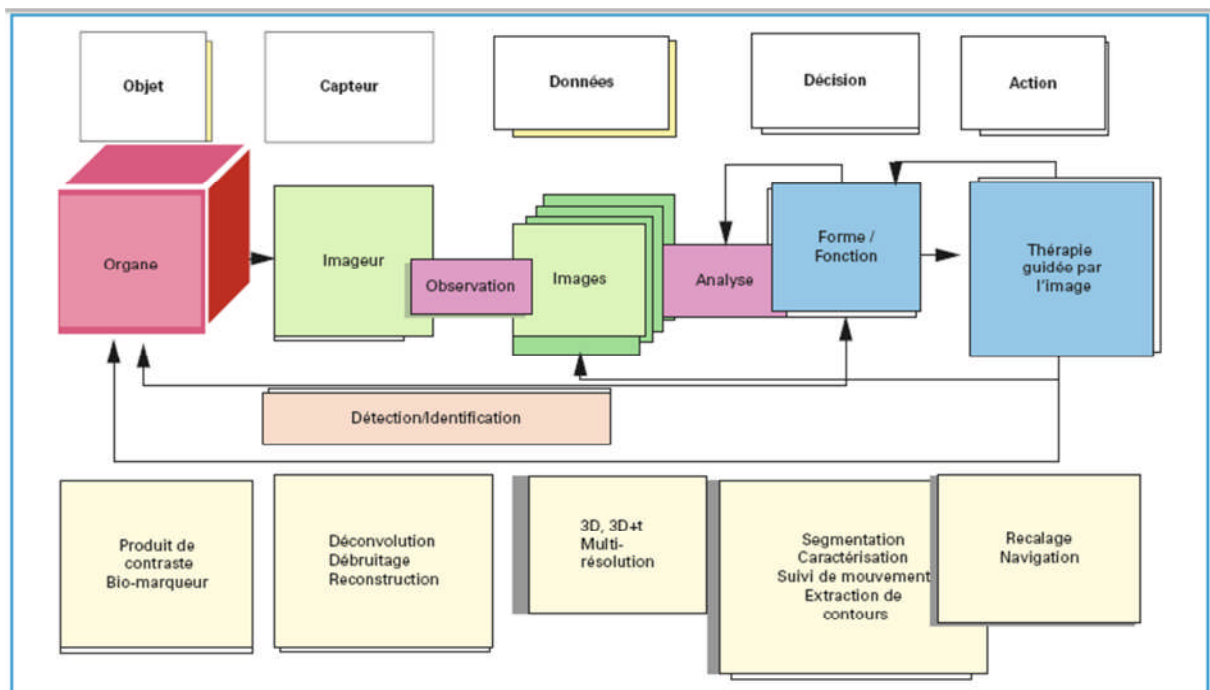 Objet
Capteur
Données
Décision
Action
Organe
Imageur
Observation
Images
Analyse
Forme /
Fonction
Thérapie
guidée par
l'image
Détection/Identification
Produit de
contraste
Bio-marqueur
Déconvolution
Débruitage
Reconstruction
3D, 3D+t
Multi-
résolution
Segmentation
Caractérisation
Suivi de mouvement
Extraction de
contours
Recalage
Navigation